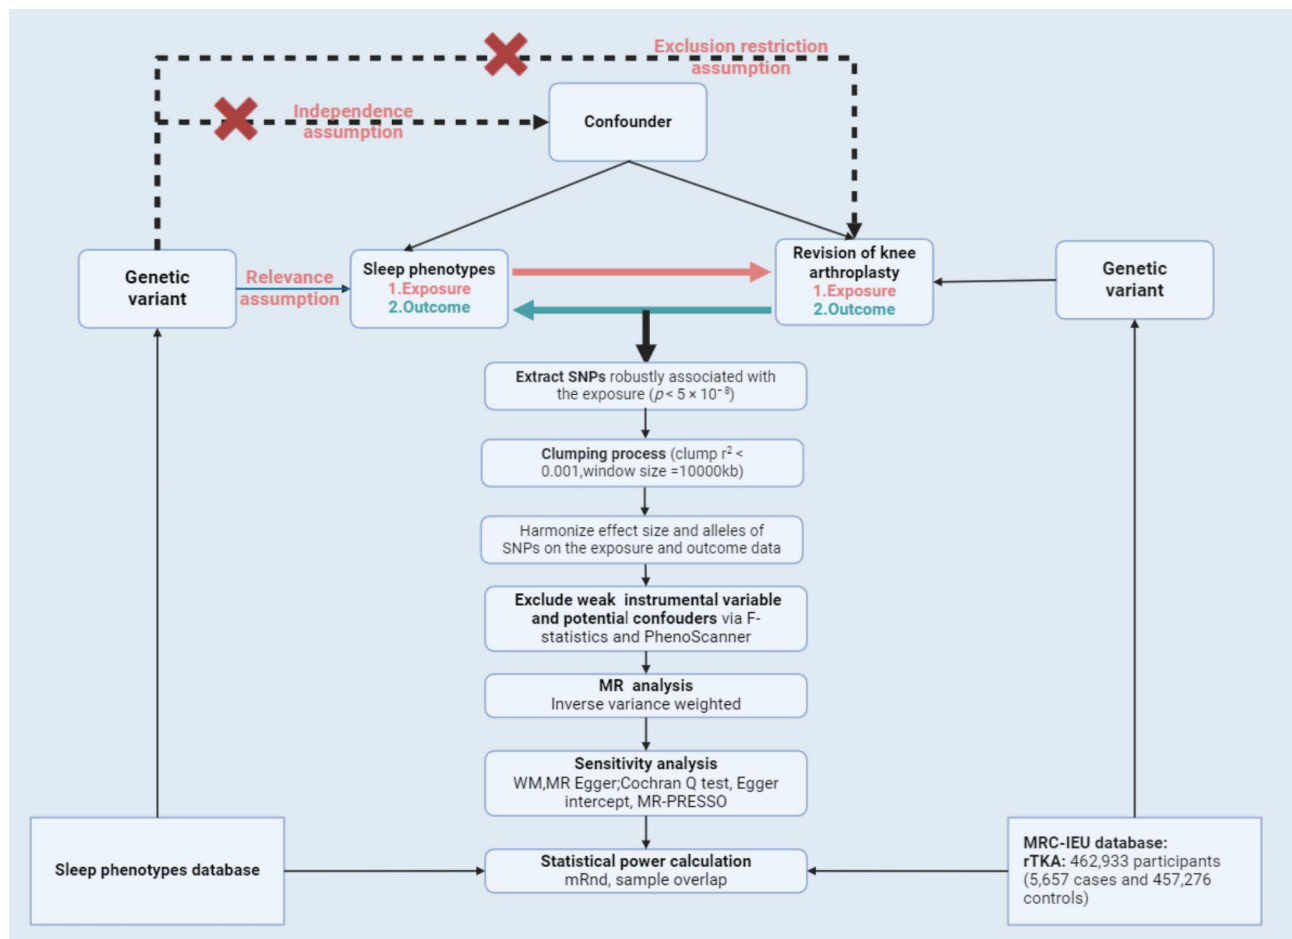 Exclusion restriction
assumption
Independence
assumption
Confounder
Genetic
variant
Relevance
assumption
Sleep phenotypes
1.Exposure
2.Outcome
Revision of knee
arthroplasty
1.Exposure
2.Outcome
Genetic
variant
Extract SNPs robustly associated with
the exposure (p < 5 × 10⁻⁸)
Clumping process (clump r² <
0.001,window size =10000kb)
Harmonize effect size and alleles of
SNPs on the exposure and outcome data
Exclude weak instrumental variable
and potential confouders via F-
statistics and PhenoScanner
MR analysis
Inverse variance weighted
Sensitivity analysis
WM,MR Egger;Cochran Q test, Egger
intercept, MR-PRESSO
Sleep phenotypes database
Statistical power calculation
mRnd, sample overlap
MRC-IEU database:
rTKA: 462,933 participants
(5,657 cases and 457,276
controls)